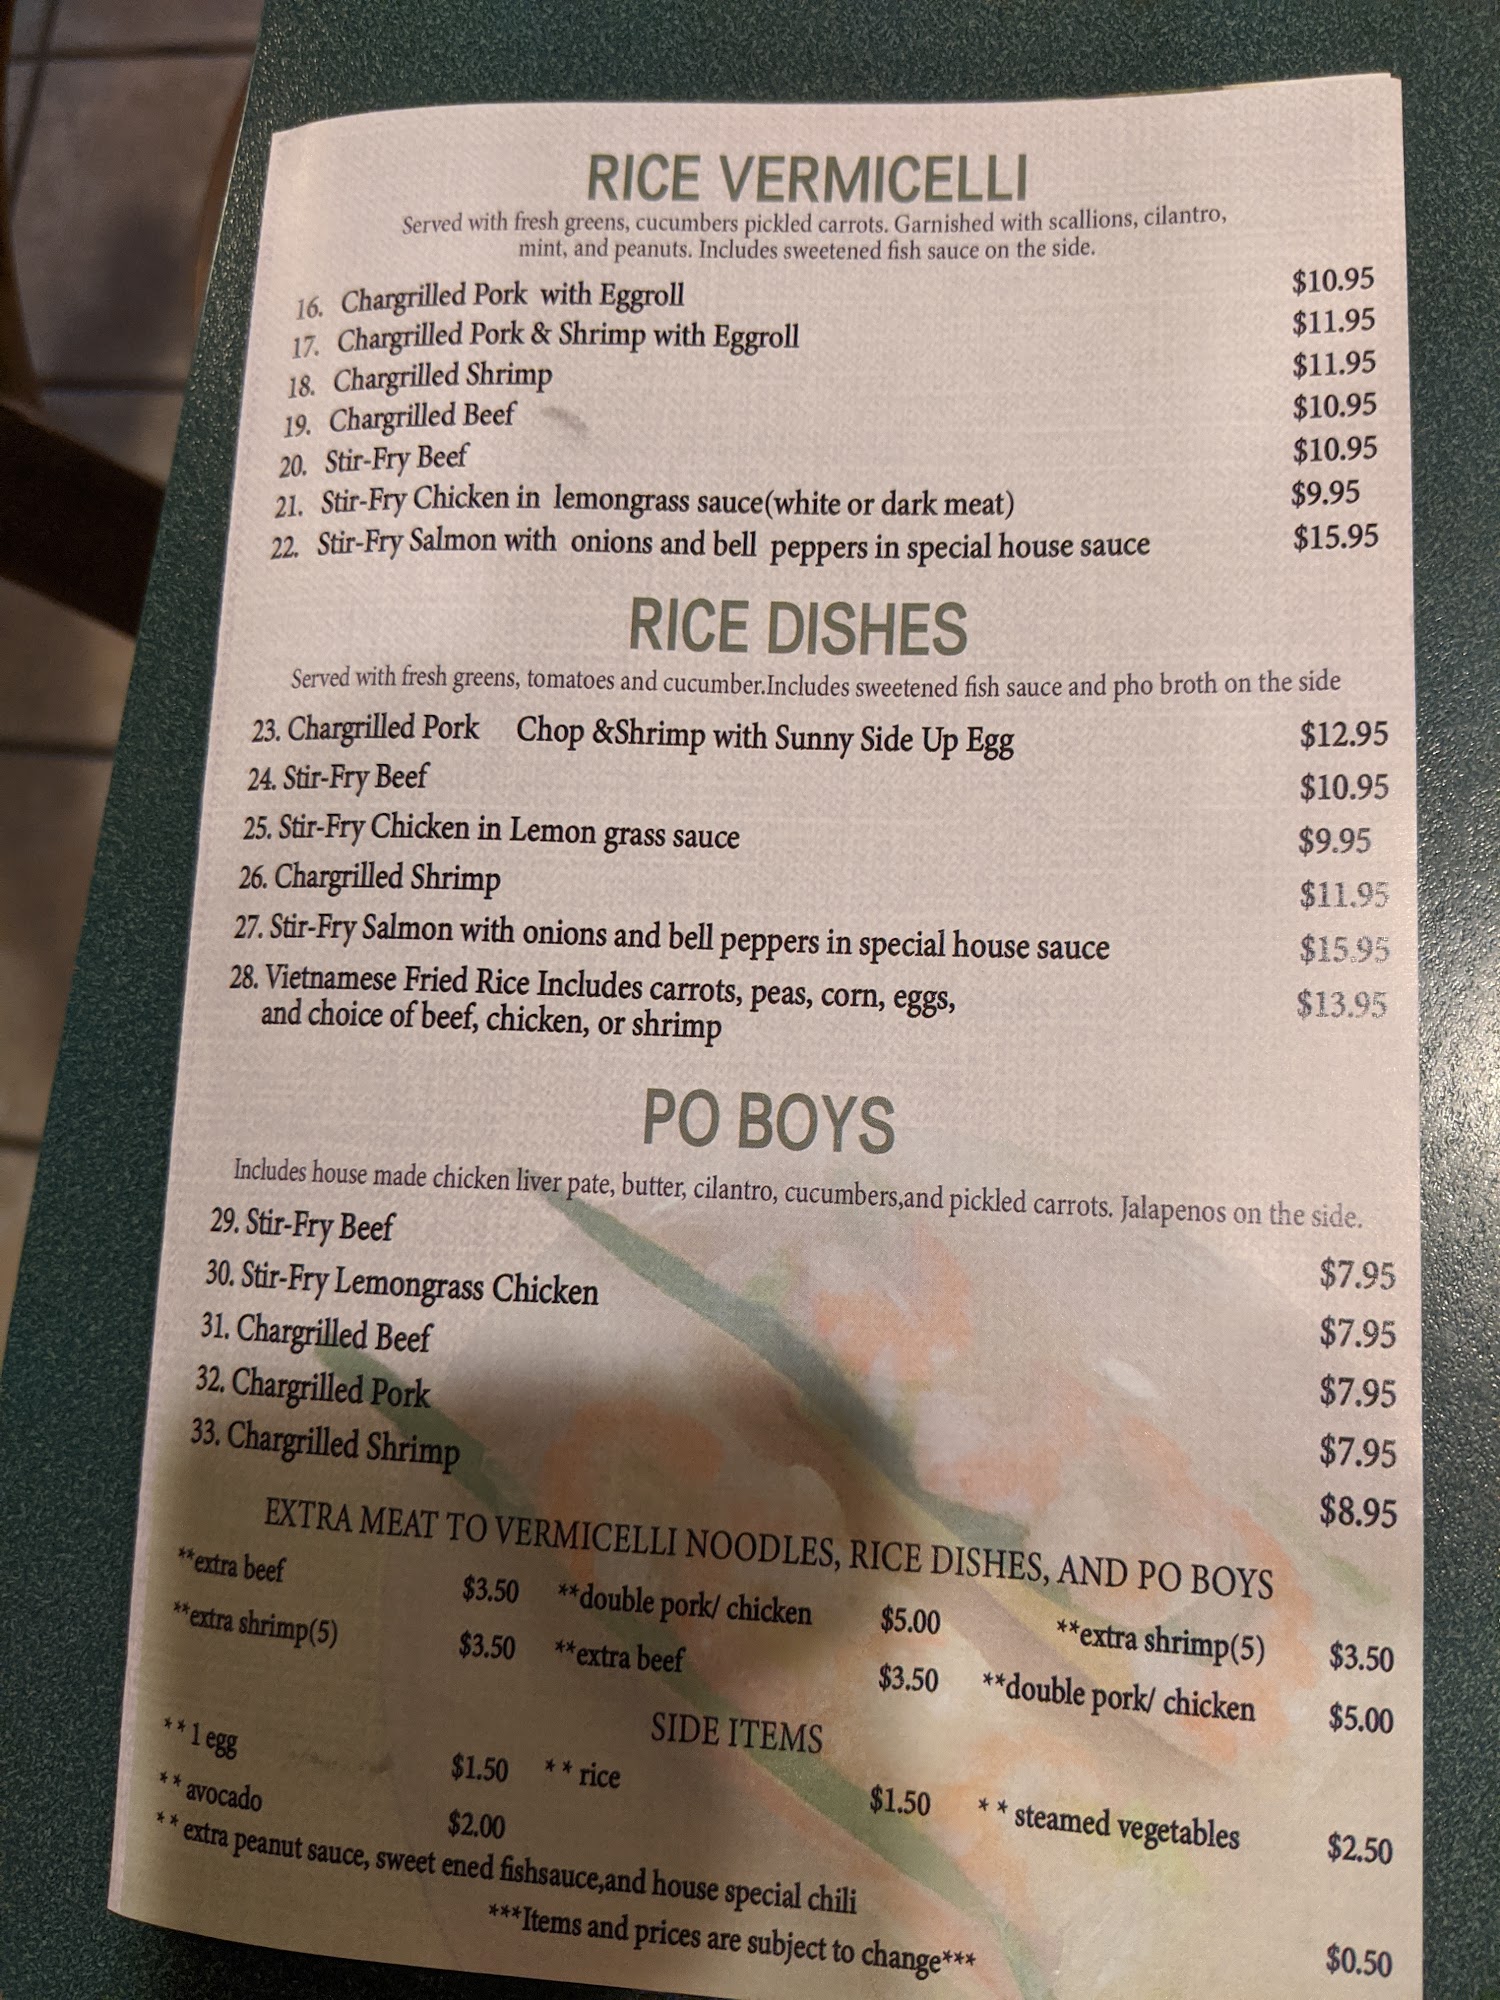 RICE VERMICELLI
Served with fresh greens, cucumbers pickled carrots. Garnished with scallions, cilantro,
mint, and peanuts. Includes sweetened fish sauce on the side.
16. Chargrilled Pork with Eggroll $10.95
17. Chargrilled Pork & Shrimp with Eggroll $11.95
18. Chargrilled Shrimp $11.95
19. Chargrilled Beef $10.95
20. Stir-Fry Beef $10.95
21. Stir-Fry Chicken in lemongrass sauce(white or dark meat) $9.95
22. Stir-Fry Salmon with onions and bell peppers in special house sauce $15.95
RICE DISHES
Served with fresh greens, tomatoes and cucumber.Includes sweetened fish sauce and pho broth on the side
23. Chargrilled Pork Chop &Shrimp with Sunny Side Up Egg $12.95
24. Stir-Fry Beef $10.95
25. Stir-Fry Chicken in Lemon grass sauce $9.95
26. Chargrilled Shrimp $11.95
27. Stir-Fry Salmon with onions and bell peppers in special house sauce $15.95
28. Vietnamese Fried Rice Includes carrots, peas, corn, eggs, $13.95
and choice of beef, chicken, or shrimp
PO BOYS
Includes house made chicken liver pate, butter, cilantro, cucumbers,and pickled carrots. Jalapenos on the side.
29. Stir-Fry Beef $7.95
30. Stir-Fry Lemongrass Chicken $7.95
31. Chargrilled Beef $7.95
32. Chargrilled Pork $7.95
33. Chargrilled Shrimp $8.95
EXTRA MEAT TO VERMICELLI NOODLES, RICE DISHES, AND PO BOYS
**extra beef $3.50 **double pork/ chicken $5.00 **extra shrimp(5) $3.50
**extra shrimp(5) $3.50 **extra beef $3.50 **double pork/ chicken $5.00
SIDE ITEMS
**1 egg $1.50 **rice $1.50 **steamed vegetables $2.50
**avocado $2.00
**extra peanut sauce, sweet ened fishsauce,and house special chili $0.50
***Items and prices are subject to change***